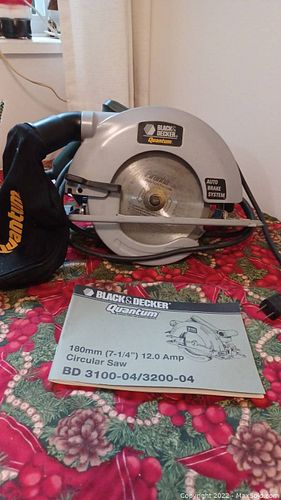 BLACK&
DECKER
Quantum
AUTO
BRAKE
SYSTEM
Quantum
BLACK&DECKER
Quantum
180mm (7-1/4") 12.0 Amp
Circular Saw
BD 3100-04/3200-04
Copyright 2022 - MaxSold.com